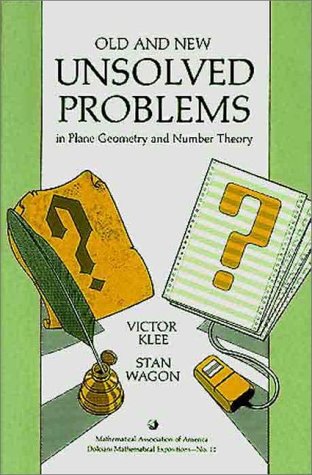 OLD AND NEW
UNSOLVED
PROBLEMS
in Plane Geometry and Number Theory
?
?
VICTOR
KLEE
STAN
WAGON
Mathematical Association of America
Dolciani Mathematical Expositions—No. 11